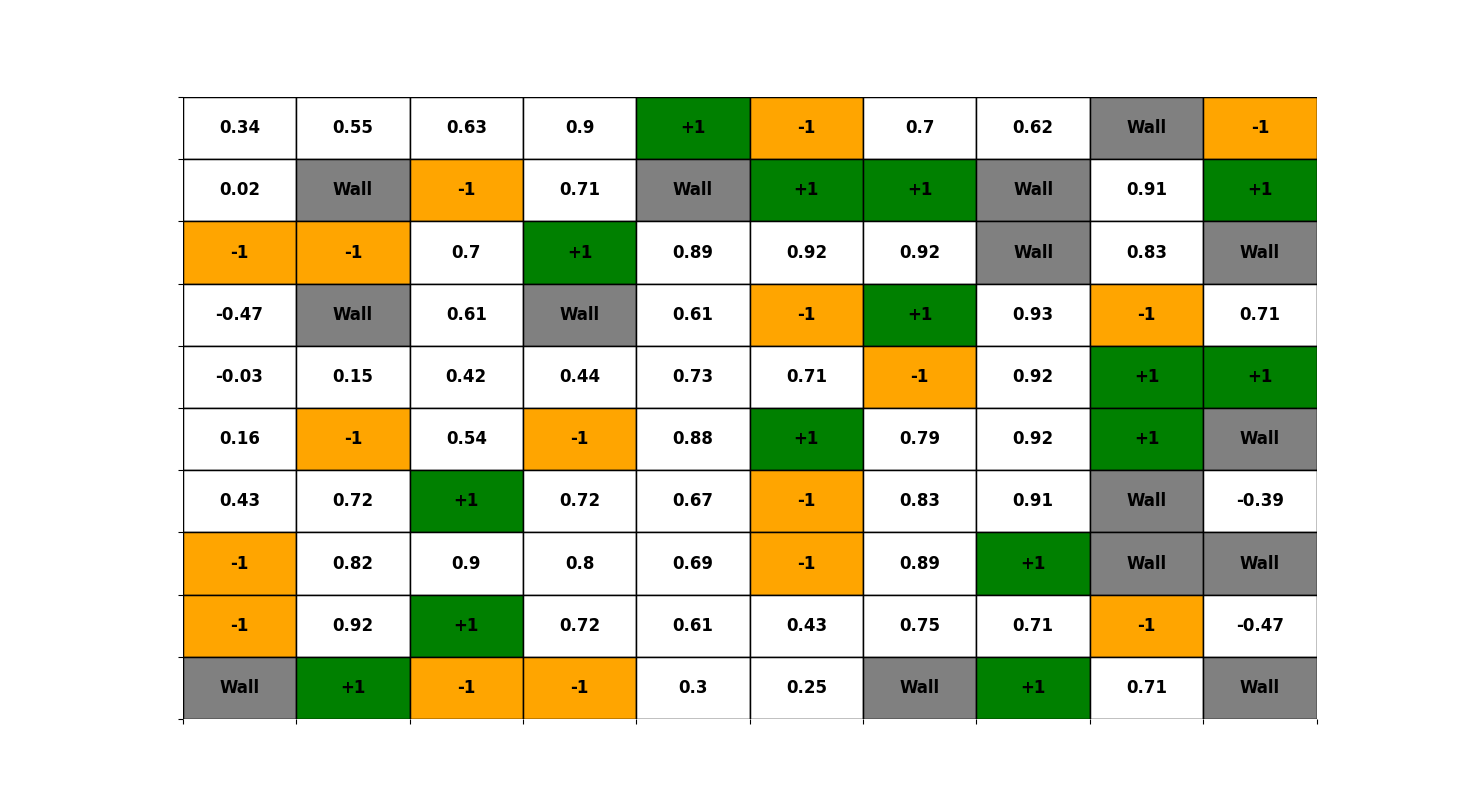 0.34 0.55 0.63 0.9 +1 -1 0.7 0.62 Wall -1
0.02 Wall -1 0.71 Wall +1 +1 Wall 0.91 +1
-1 -1 0.7 +1 0.89 0.92 0.92 Wall 0.83 Wall
-0.47 Wall 0.61 Wall 0.61 -1 +1 0.93 -1 0.71
-0.03 0.15 0.42 0.44 0.73 0.71 -1 0.92 +1 +1
0.16 -1 0.54 -1 0.88 +1 0.79 0.92 +1 Wall
0.43 0.72 +1 0.72 0.67 -1 0.83 0.91 Wall -0.39
-1 0.82 0.9 0.8 0.69 -1 0.89 +1 Wall Wall
-1 0.92 +1 0.72 0.61 0.43 0.75 0.71 -1 -0.47
Wall +1 -1 -1 0.3 0.25 Wall +1 0.71 Wall